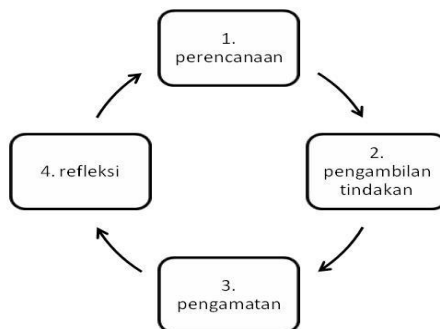 1.
perencanaan
2.
pengambilan
tindakan
3.
pengamatan
4. refleksi